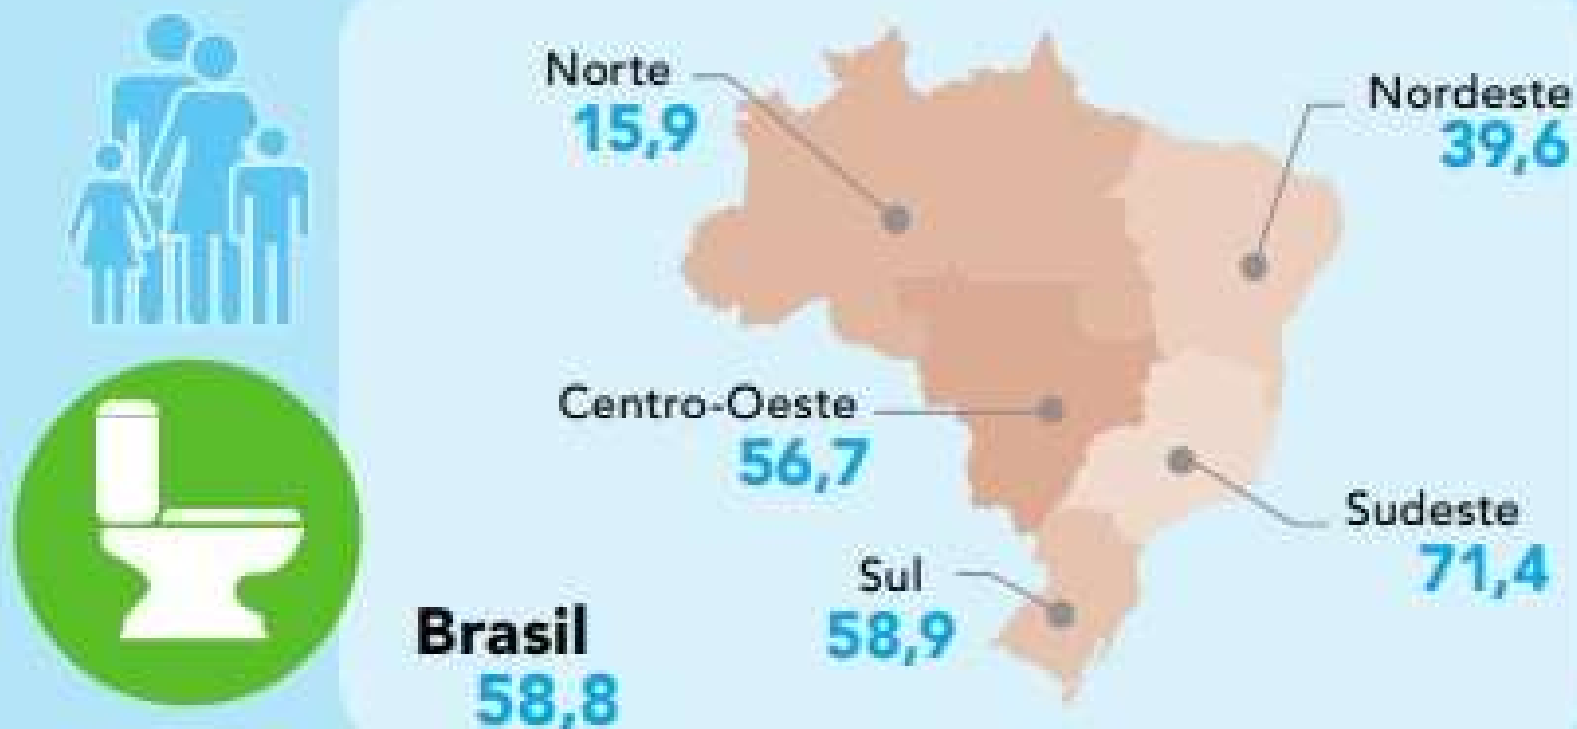 Norte
15,9
Nordeste
39,6
Centro-Oeste
56,7
Sudeste
71,4
Sul
58,9
Brasil
58,8